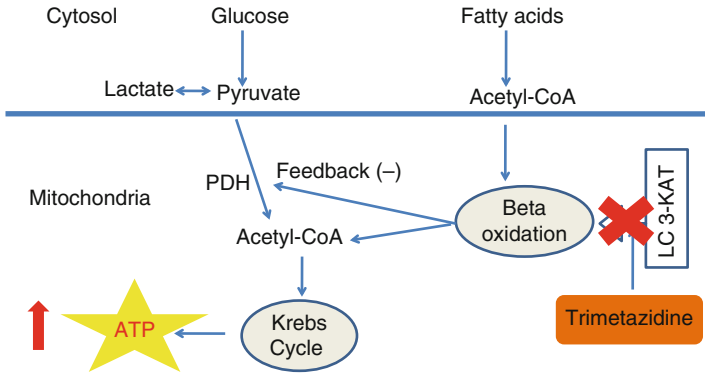 Cytosol
Glucose
Fatty acids
Lactate
Pyruvate
Acetyl-CoA
PDH
Feedback (–)
Mitochondria
Beta
oxidation
LC 3-KAT
Acetyl-CoA
Trimetazidine
ATP
Krebs
Cycle